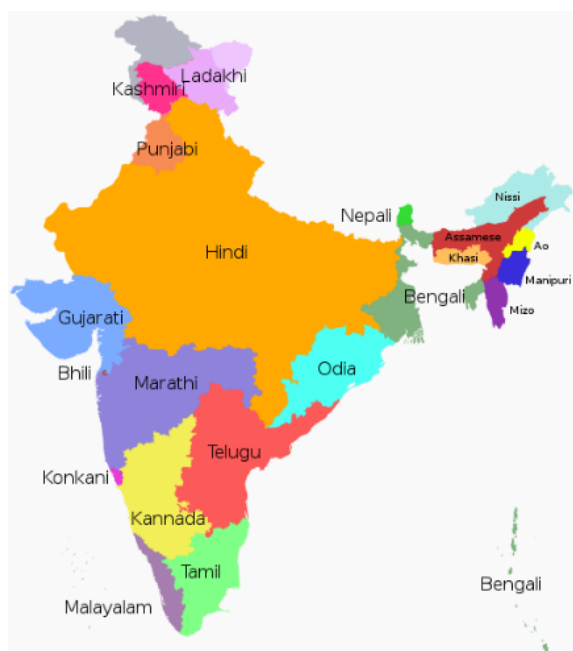 Ladakhi
Kashmiri
Punjabi
Nissi
Nepali
Assamese
Ao
Hindi
Khasi
Manipuri
Bengali
Mizo
Gujarati
Bhili
Marathi
Odia
Telugu
Konkani
Kannada
Tamil
Bengali
Malayalam